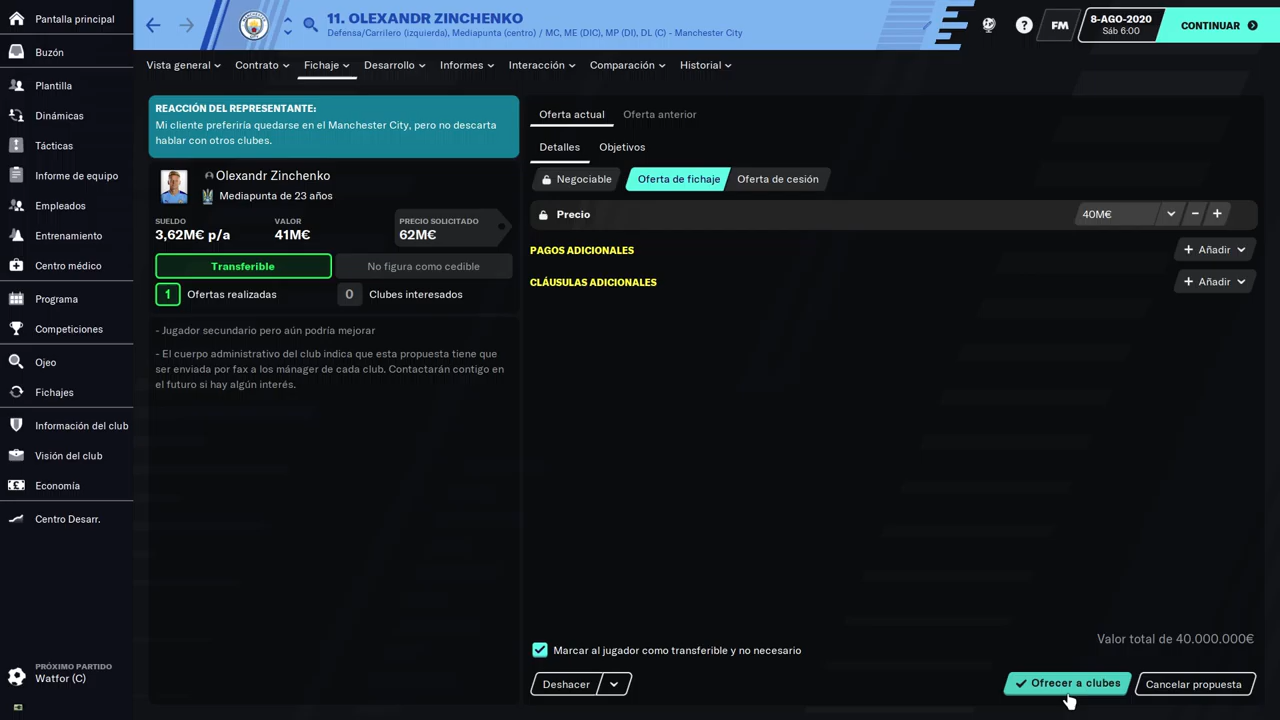 Pantalla principal
Buzón
Plantilla
Dinámicas
Tácticas
Informe de equipo
Empleados
Entrenamiento
Centro médico
Programa
Competiciones
Ojeo
Fichajes
Información del club
Visión del club
Economía
Centro Desarr.
PRÓXIMO PARTIDO
Watfor (C)
11. OLEXANDR ZINCHENKO
Defensa/Carrilero (izquierda), Mediapunta (centro) / MC, ME (DIC), MP (DI), DL (C) - Manchester City
?
FM
8-AGO-2020
Sáb 6:00
CONTINUAR
Vista general
Contrato
Fichaje
Desarrollo
Informes
Interacción
Comparación
Historial
REACCIÓN DEL REPRESENTANTE:
Mi cliente preferiría quedarse en el Manchester City, pero no descarta
hablar con otros clubes.
Olexandr Zinchenko
Mediapunta de 23 años
SUELDO
3,62M€ p/a
VALOR
41M€
PRECIO SOLICITADO
62M€
Transferible
No figura como cedible
1 Ofertas realizadas
0 Clubes interesados
- Jugador secundario pero aún podría mejorar
- El cuerpo administrativo del club indica que esta propuesta tiene que
ser enviada por fax a los mánager de cada club. Contactarán contigo en
el futuro si hay algún interés.
Oferta actual
Oferta anterior
Detalles
Objetivos
Negociable
Oferta de fichaje
Oferta de cesión
Precio
40M€
- +
PAGOS ADICIONALES
+ Añadir
CLÁUSULAS ADICIONALES
+ Añadir
Valor total de 40.000.000€
Marcar al jugador como transferible y no necesario
Deshacer
Ofrecer a clubes
Cancelar propuesta